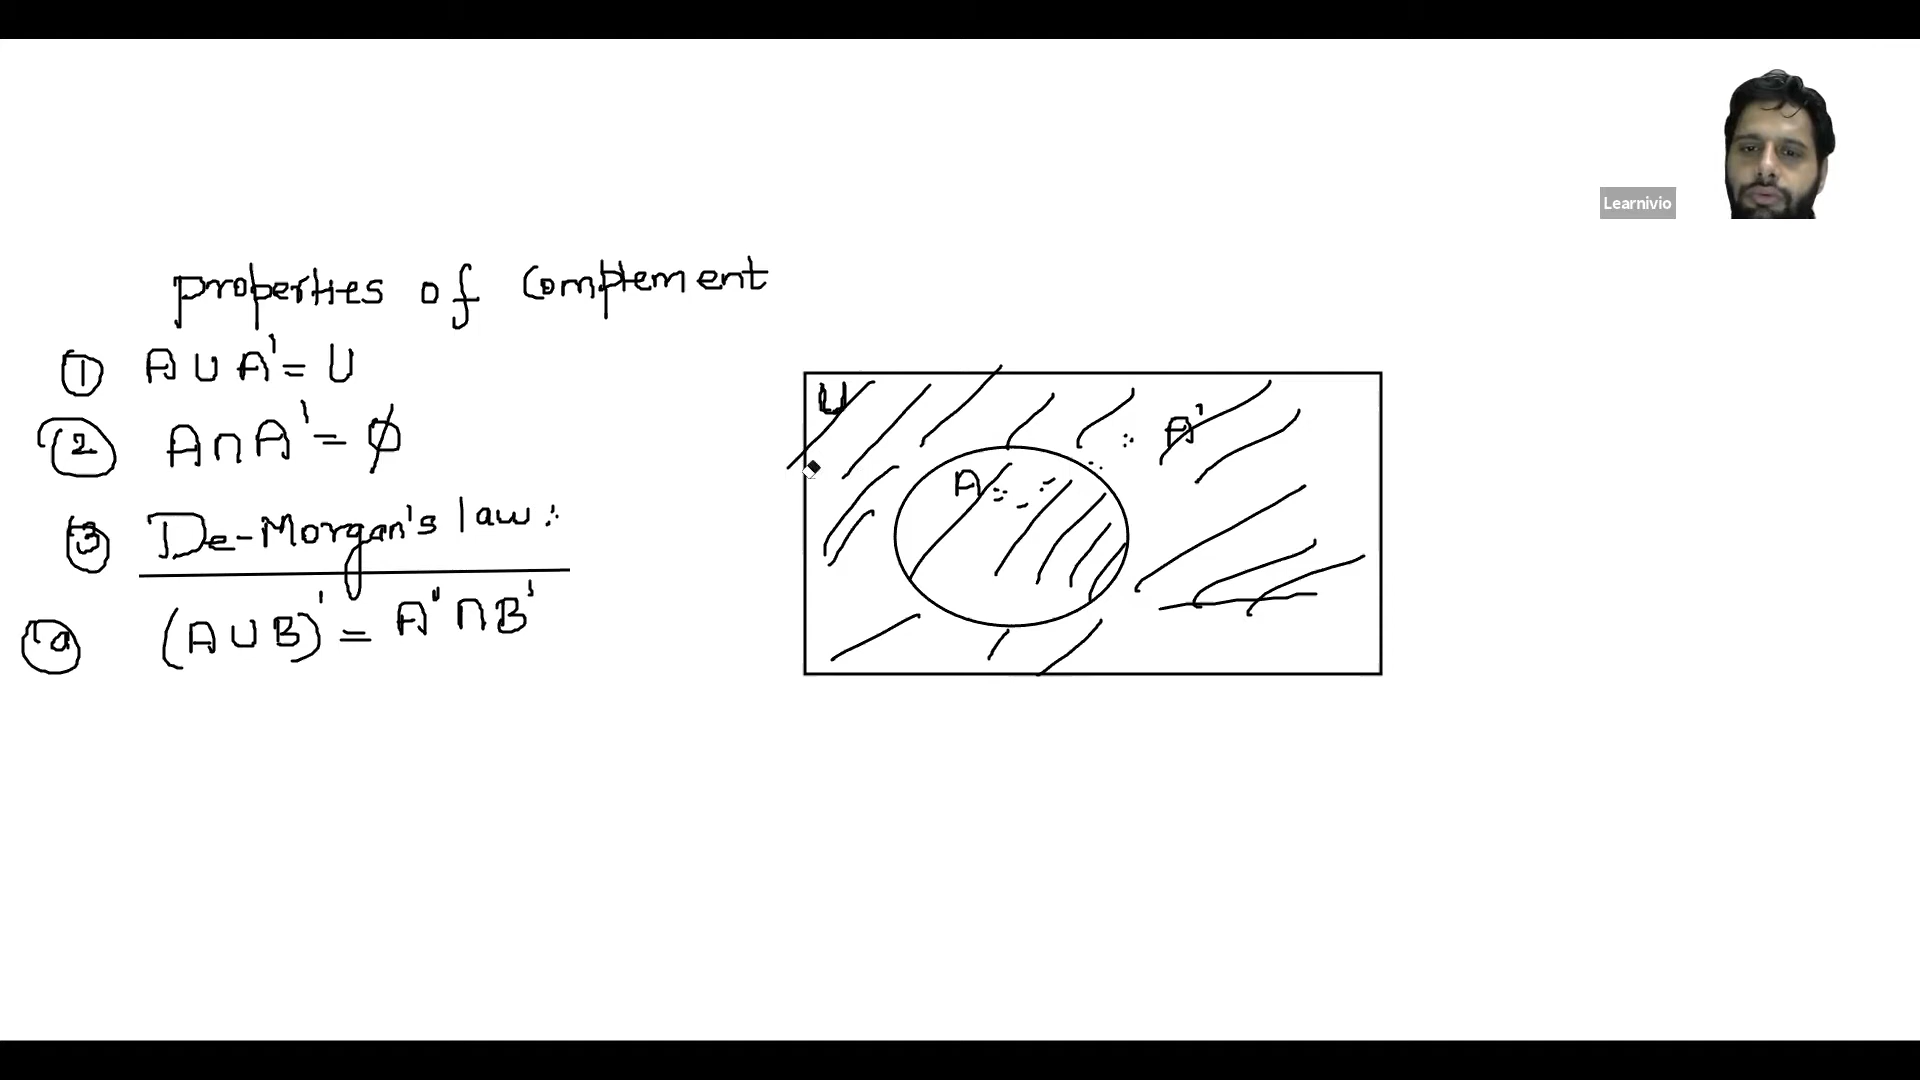 Learnivio
properties of complement
① A ∪ A' = U
② A ∩ A' = ϕ
③ De-Morgan's law :
ⓐ (A ∪ B)' = A' ∩ B'
U
A'
A